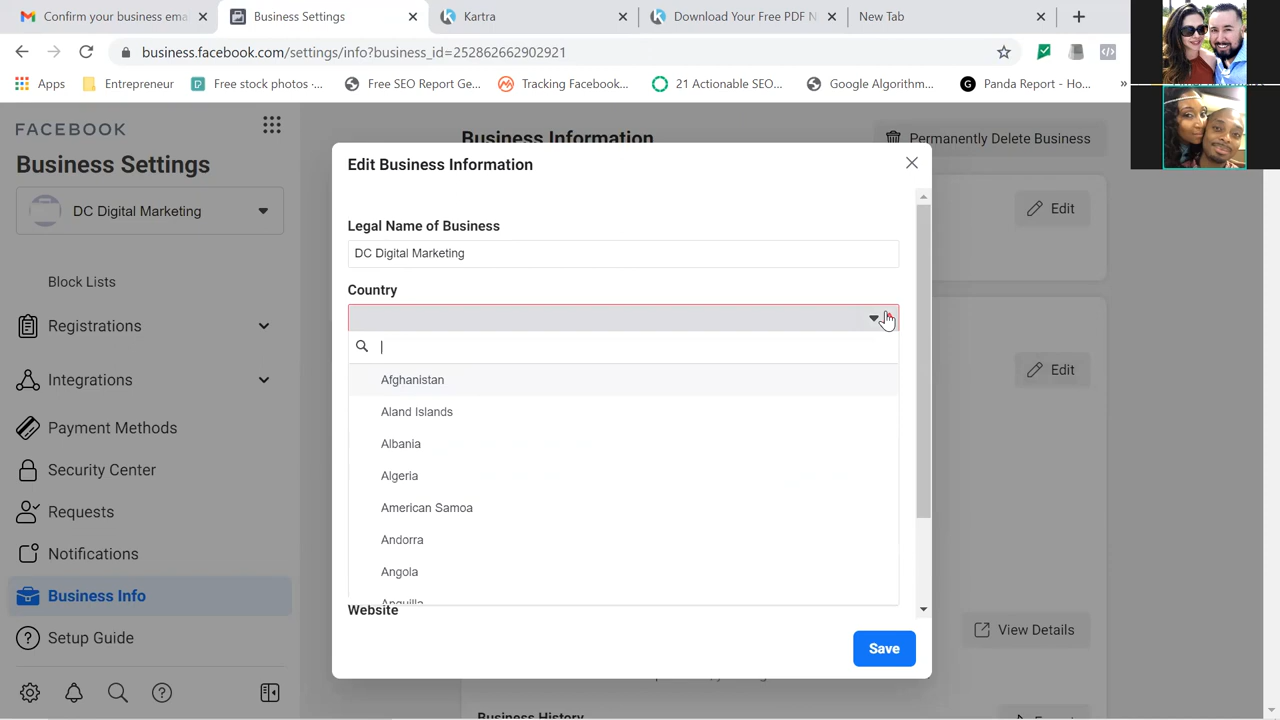 Confirm your business ema
Business Settings
Kartra
Download Your Free PDF N
New Tab
business.facebook.com/settings/info?business_id=252862662902921
Apps
Entrepreneur
Free stock photos ·...
Free SEO Report Ge...
Tracking Facebook...
21 Actionable SEO...
Google Algorithm...
Panda Report - Ho...
»
FACEBOOK
Business Settings
DC Digital Marketing
Block Lists
Registrations
Integrations
Payment Methods
Security Center
Requests
Notifications
Business Info
Setup Guide
Business Information
Permanently Delete Business
Edit
Edit
View Details
Business History
Edit Business Information
Legal Name of Business
DC Digital Marketing
Country
Afghanistan
Aland Islands
Albania
Algeria
American Samoa
Andorra
Angola
Anguilla
Website
Save